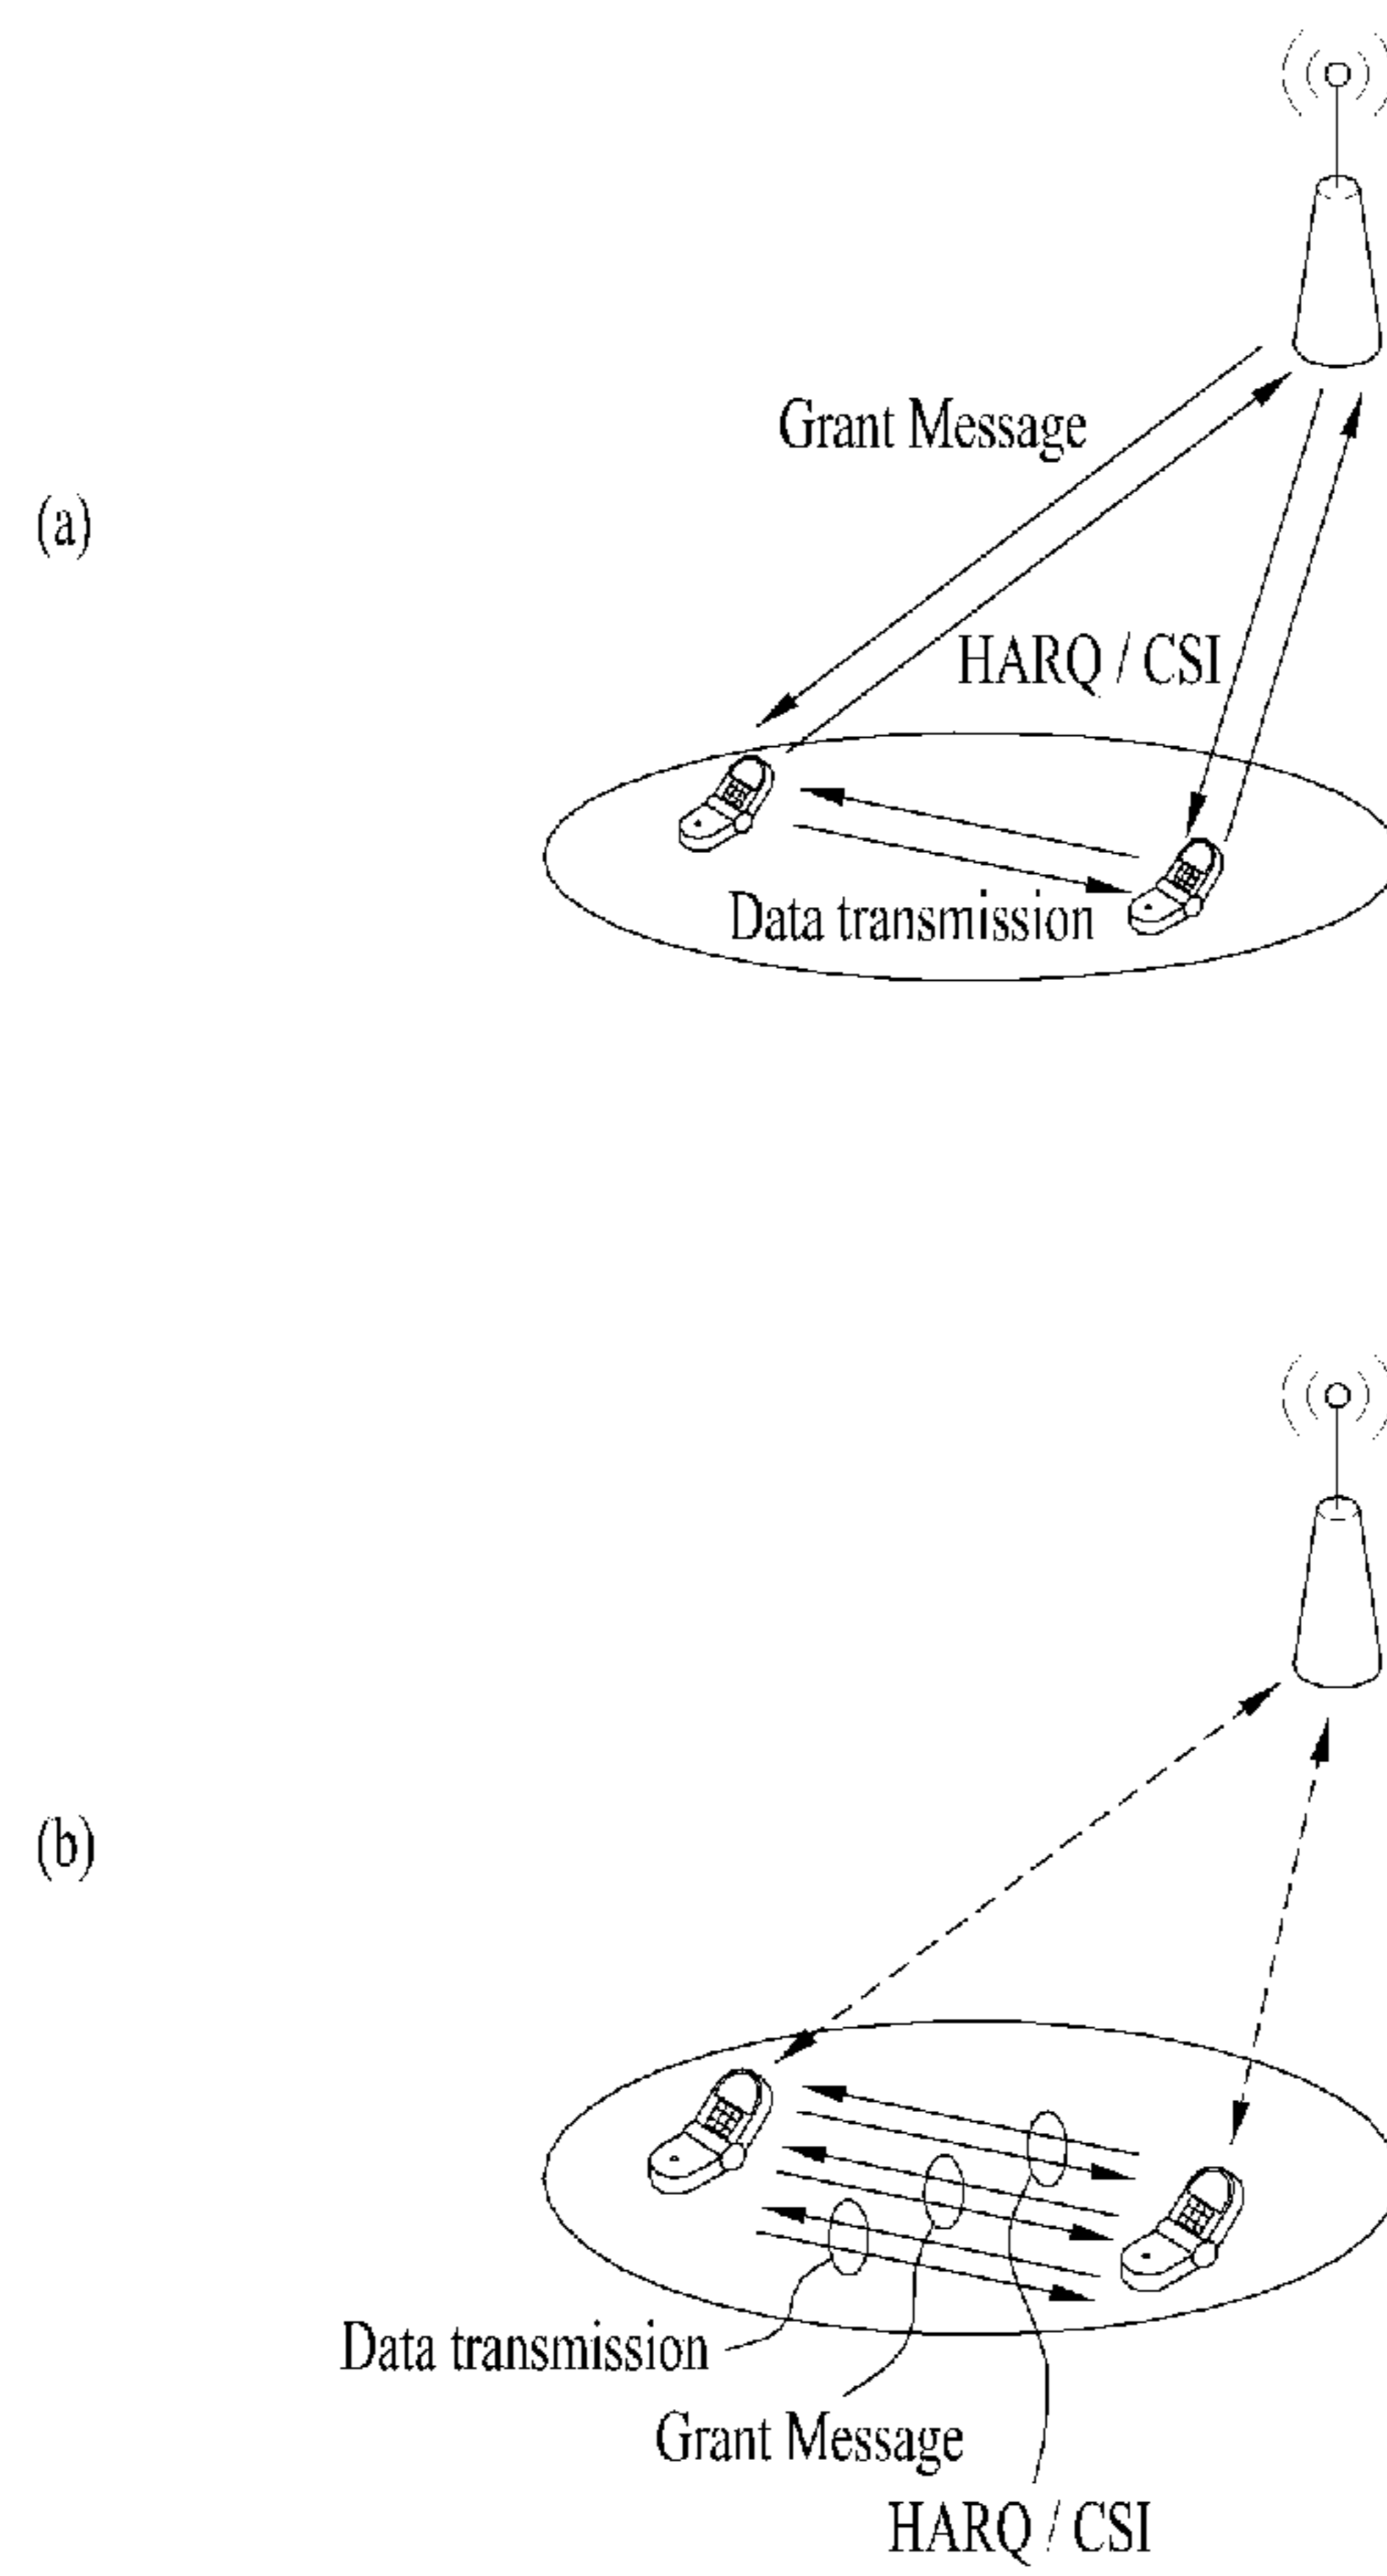 Grant Message
(a)
HARQ / CSI
Data transmission
(b)
Data transmission
Grant Message
HARQ / CSI